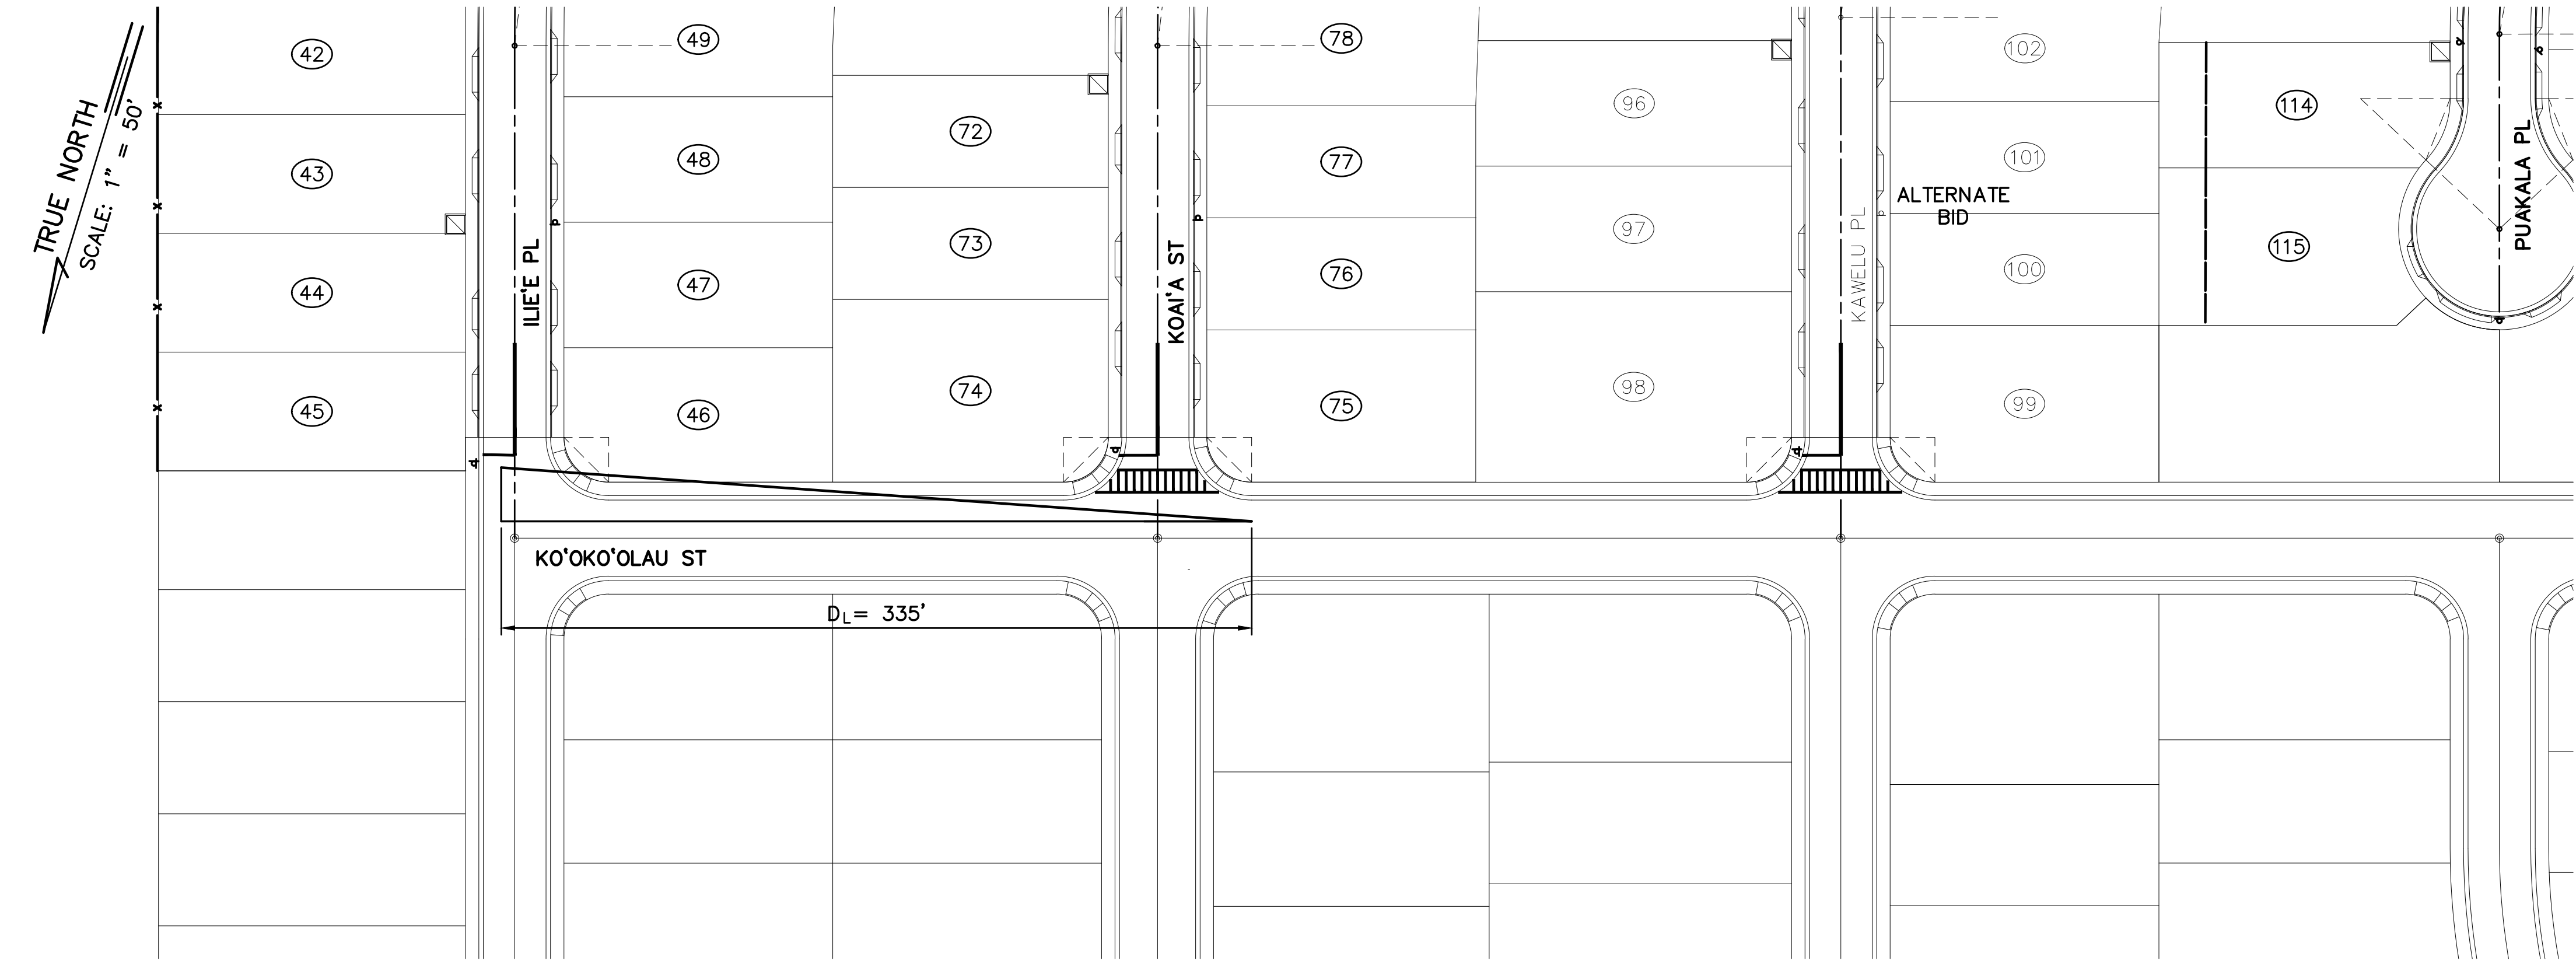 TRUE NORTH
SCALE: 1" = 50'
42
43
44
45
ILIE'E PL
49
48
47
46
72
73
74
KOAI'A ST
78
77
76
75
96
97
98
KAWELU PL
102
101
100
99
ALTERNATE
BID
114
115
PUAKALA PL
KO'OKO'OLAU ST
DL= 335'